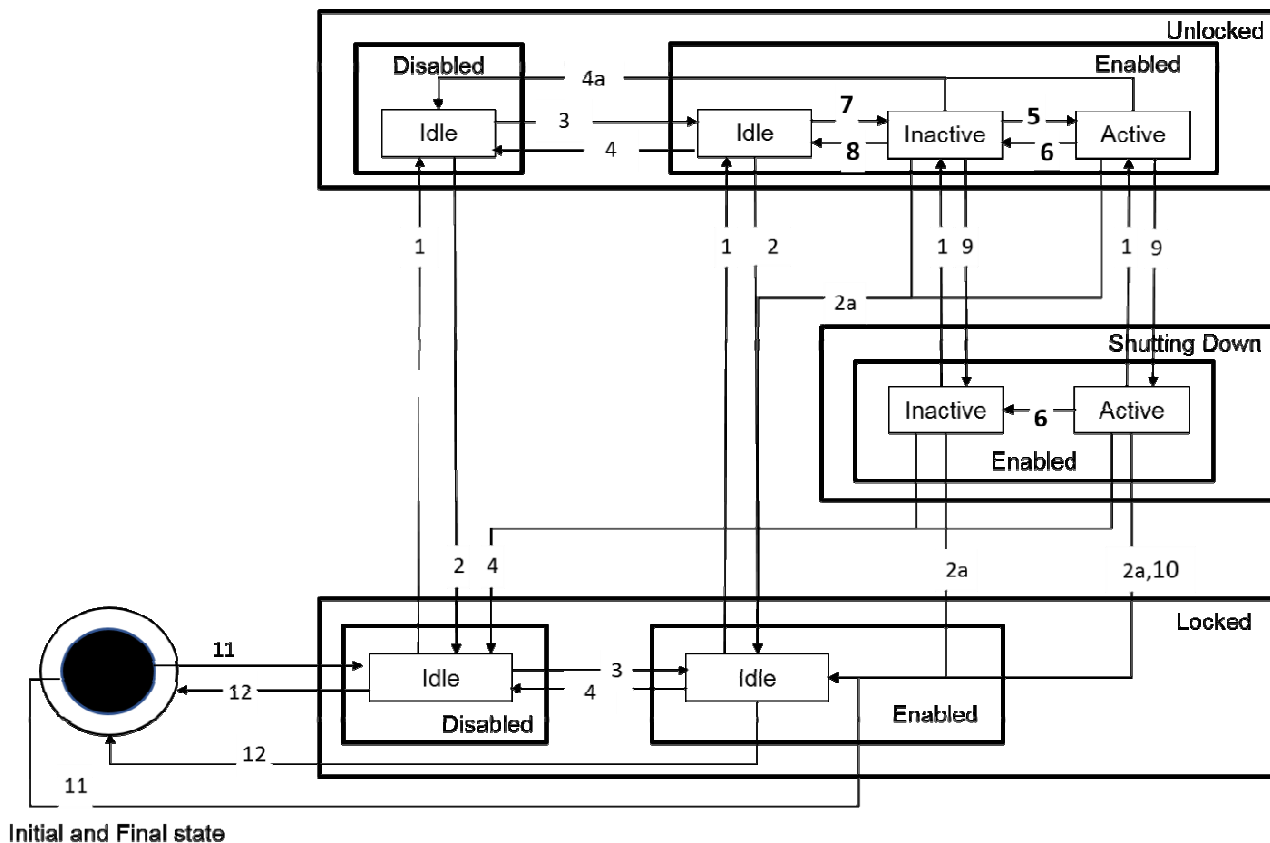 Unlocked
Disabled
4a
Enabled
Idle
3
Idle
7
Inactive
5
Active
4
8
6
1
1
2
1
9
1
9
2a
Shutting Down
Inactive
6
Active
Enabled
2
4
2a
2a,10
Locked
11
Idle
3
Idle
12
4
Disabled
Enabled
12
11
Initial and Final state